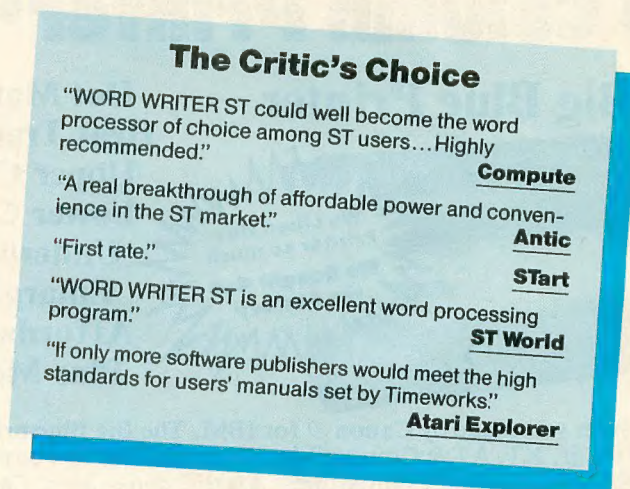 The Critic's Choice
"WORD WRITER ST could well become the word
processor of choice among ST users...Highly
recommended."
Compute
"A real breakthrough of affordable power and conven-
ience in the ST market."
Antic
"First rate."
STart
"WORD WRITER ST is an excellent word processing
program."
ST World
"If only more software publishers would meet the high
standards for users' manuals set by Timeworks."
Atari Explorer